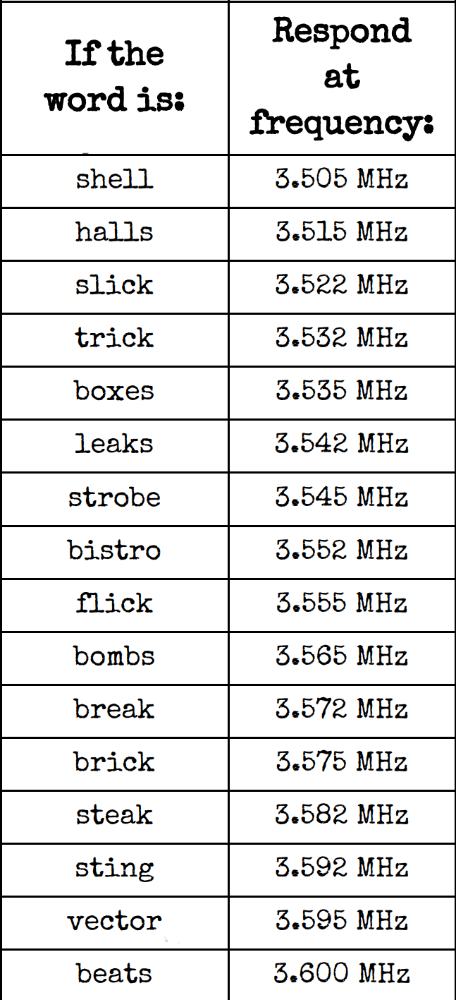 If the
word is:
Respond
at
frequency:
shell 3.505 MHz
halls 3.515 MHz
slick 3.522 MHz
trick 3.532 MHz
boxes 3.535 MHz
leaks 3.542 MHz
strobe 3.545 MHz
bistro 3.552 MHz
flick 3.555 MHz
bombs 3.565 MHz
break 3.572 MHz
brick 3.575 MHz
steak 3.582 MHz
sting 3.592 MHz
vector 3.595 MHz
beats 3.600 MHz